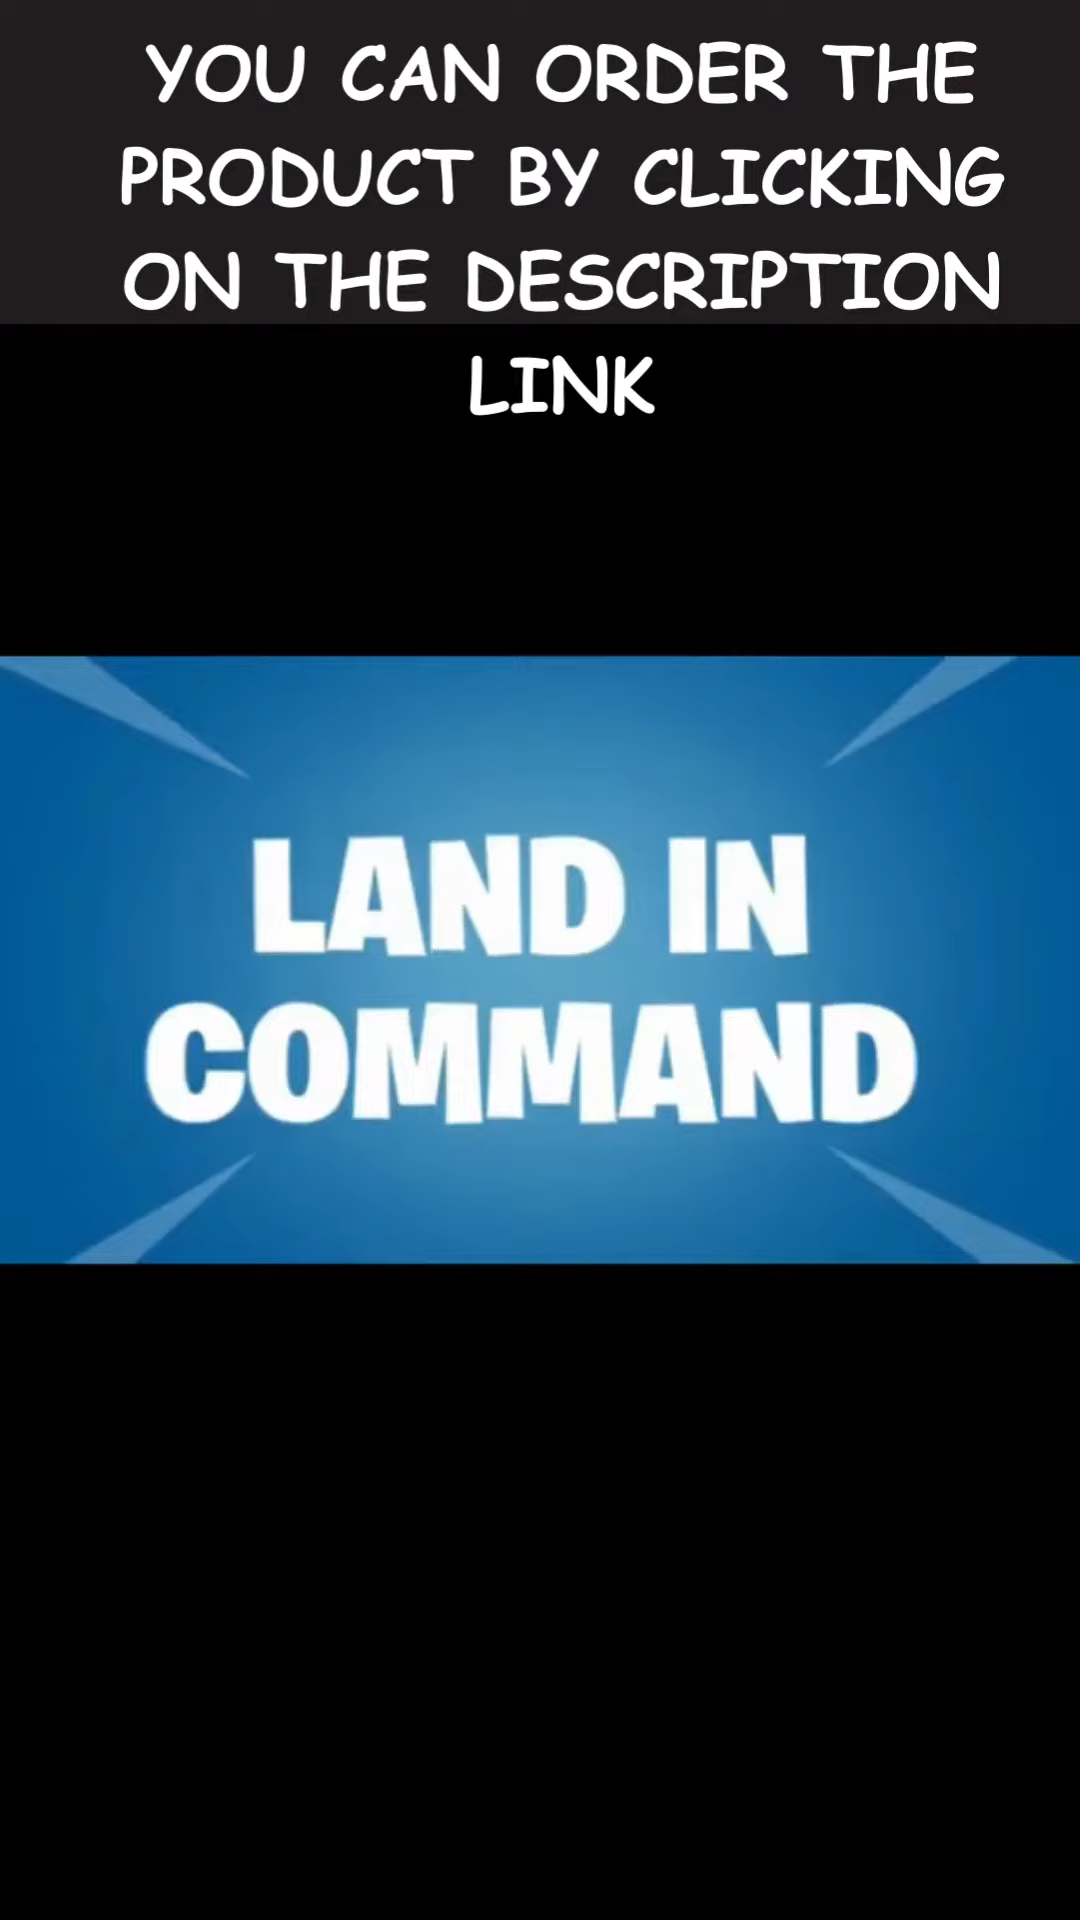 YOU CAN ORDER THE
PRODUCT BY CLICKING
ON THE DESCRIPTION
LINK
LAND IN
COMMAND